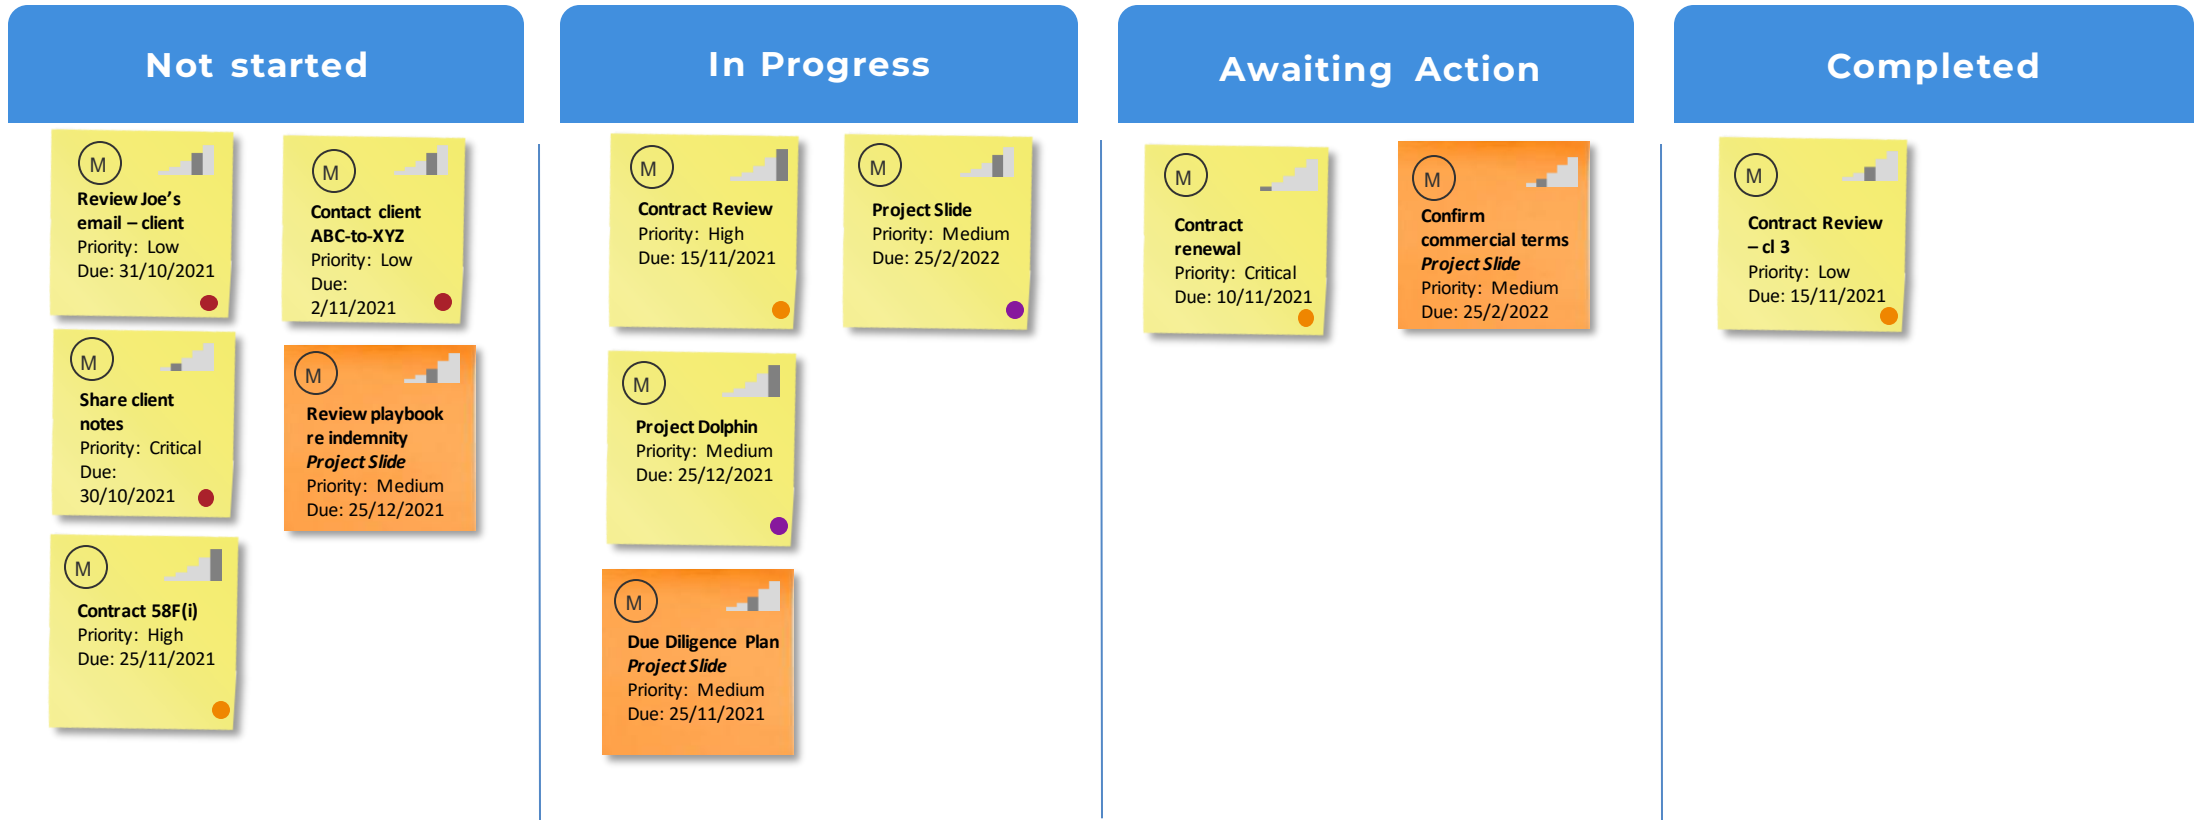 Not started
In Progress
Awaiting Action
Completed
M
Review Joe's
email – client
Priority: Low
Due: 31/10/2021
M
Contact client
ABC-to-XYZ
Priority: Low
Due:
2/11/2021
M
Share client
notes
Priority: Critical
Due:
30/10/2021
M
Review playbook
re indemnity
Project Slide
Priority: Medium
Due: 25/12/2021
M
Contract 58F(i)
Priority: High
Due: 25/11/2021
M
Contract Review
Priority: High
Due: 15/11/2021
M
Project Slide
Priority: Medium
Due: 25/2/2022
M
Project Dolphin
Priority: Medium
Due: 25/12/2021
M
Due Diligence Plan
Project Slide
Priority: Medium
Due: 25/11/2021
M
Contract
renewal
Priority: Critical
Due: 10/11/2021
M
Confirm
commercial terms
Project Slide
Priority: Medium
Due: 25/2/2022
M
Contract Review
– cl 3
Priority: Low
Due: 15/11/2021